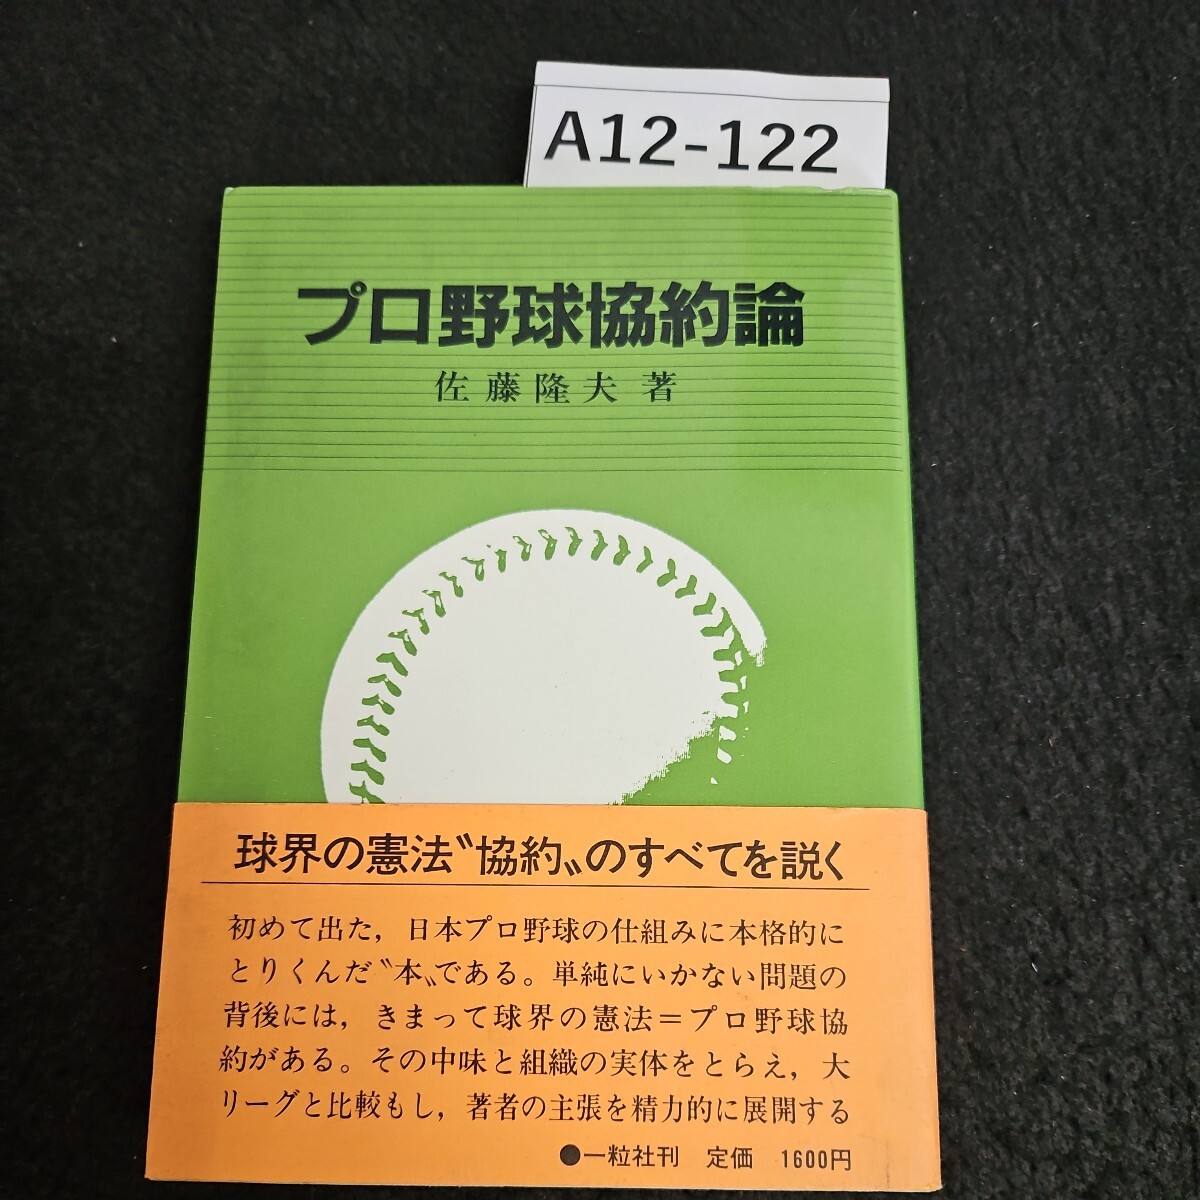 A12-122
プロ野球協約論
佐藤隆夫 著
球界の憲法〝協約〟のすべてを説く
初めて出た，日本プロ野球の仕組みに本格的に
とりくんだ〝本〟である。単純にいかない問題の
背後には，きまって球界の憲法＝プロ野球協
約がある。その中味と組織の実体をとらえ，大
リーグと比較もし，著者の主張を精力的に展開する
●一粒社刊 定価 1600円